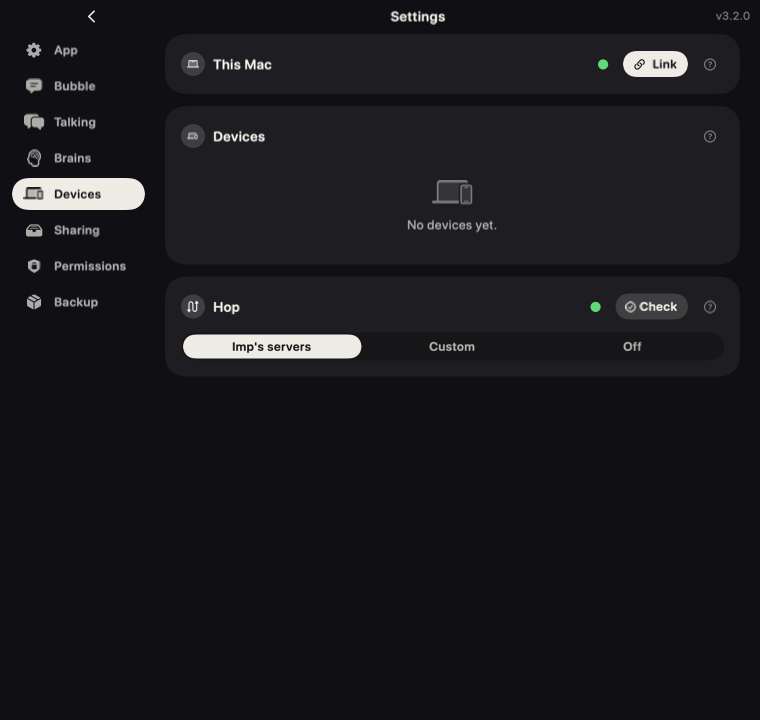 Settings
v3.2.0
App
Bubble
Talking
Brains
Devices
Sharing
Permissions
Backup
This Mac
Link
Devices
No devices yet.
Hop
Check
Imp's servers
Custom
Off